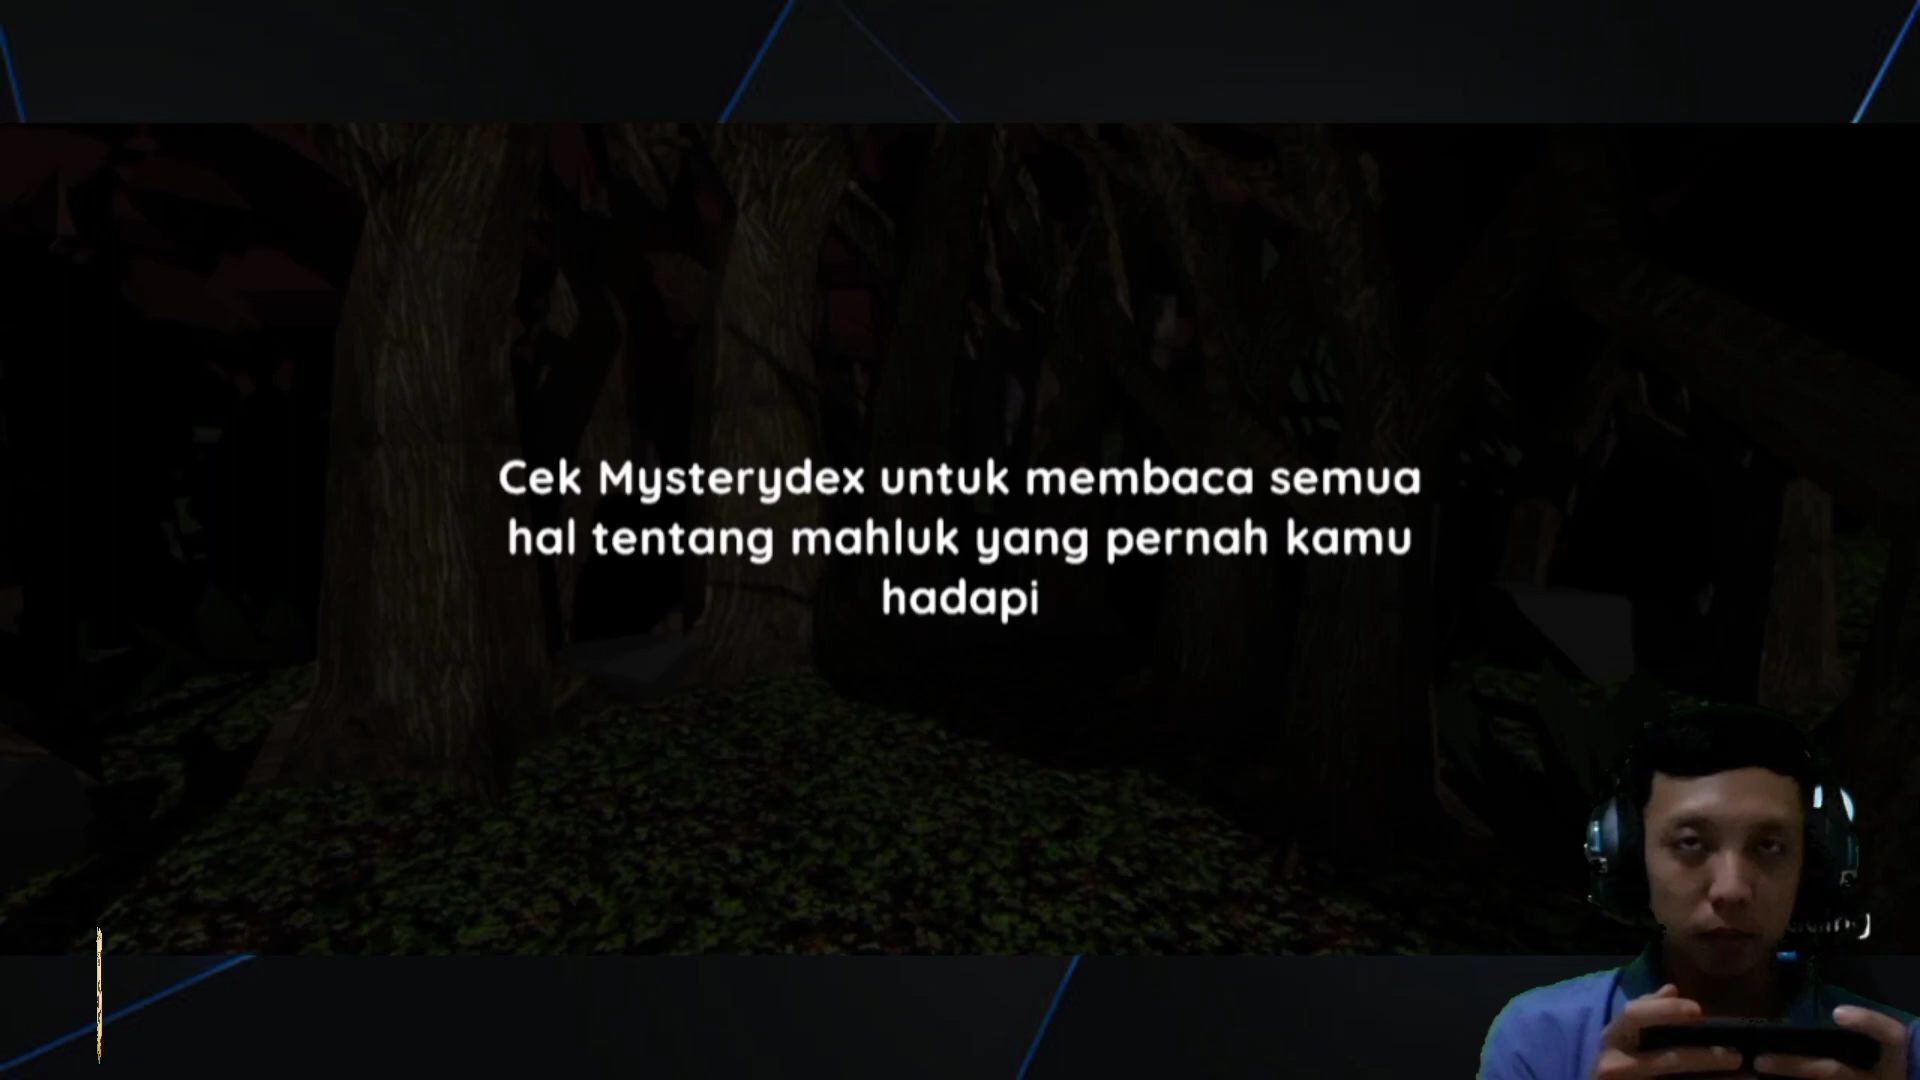 Cek Mysterydex untuk membaca semua
hal tentang mahluk yang pernah kamu
hadapi